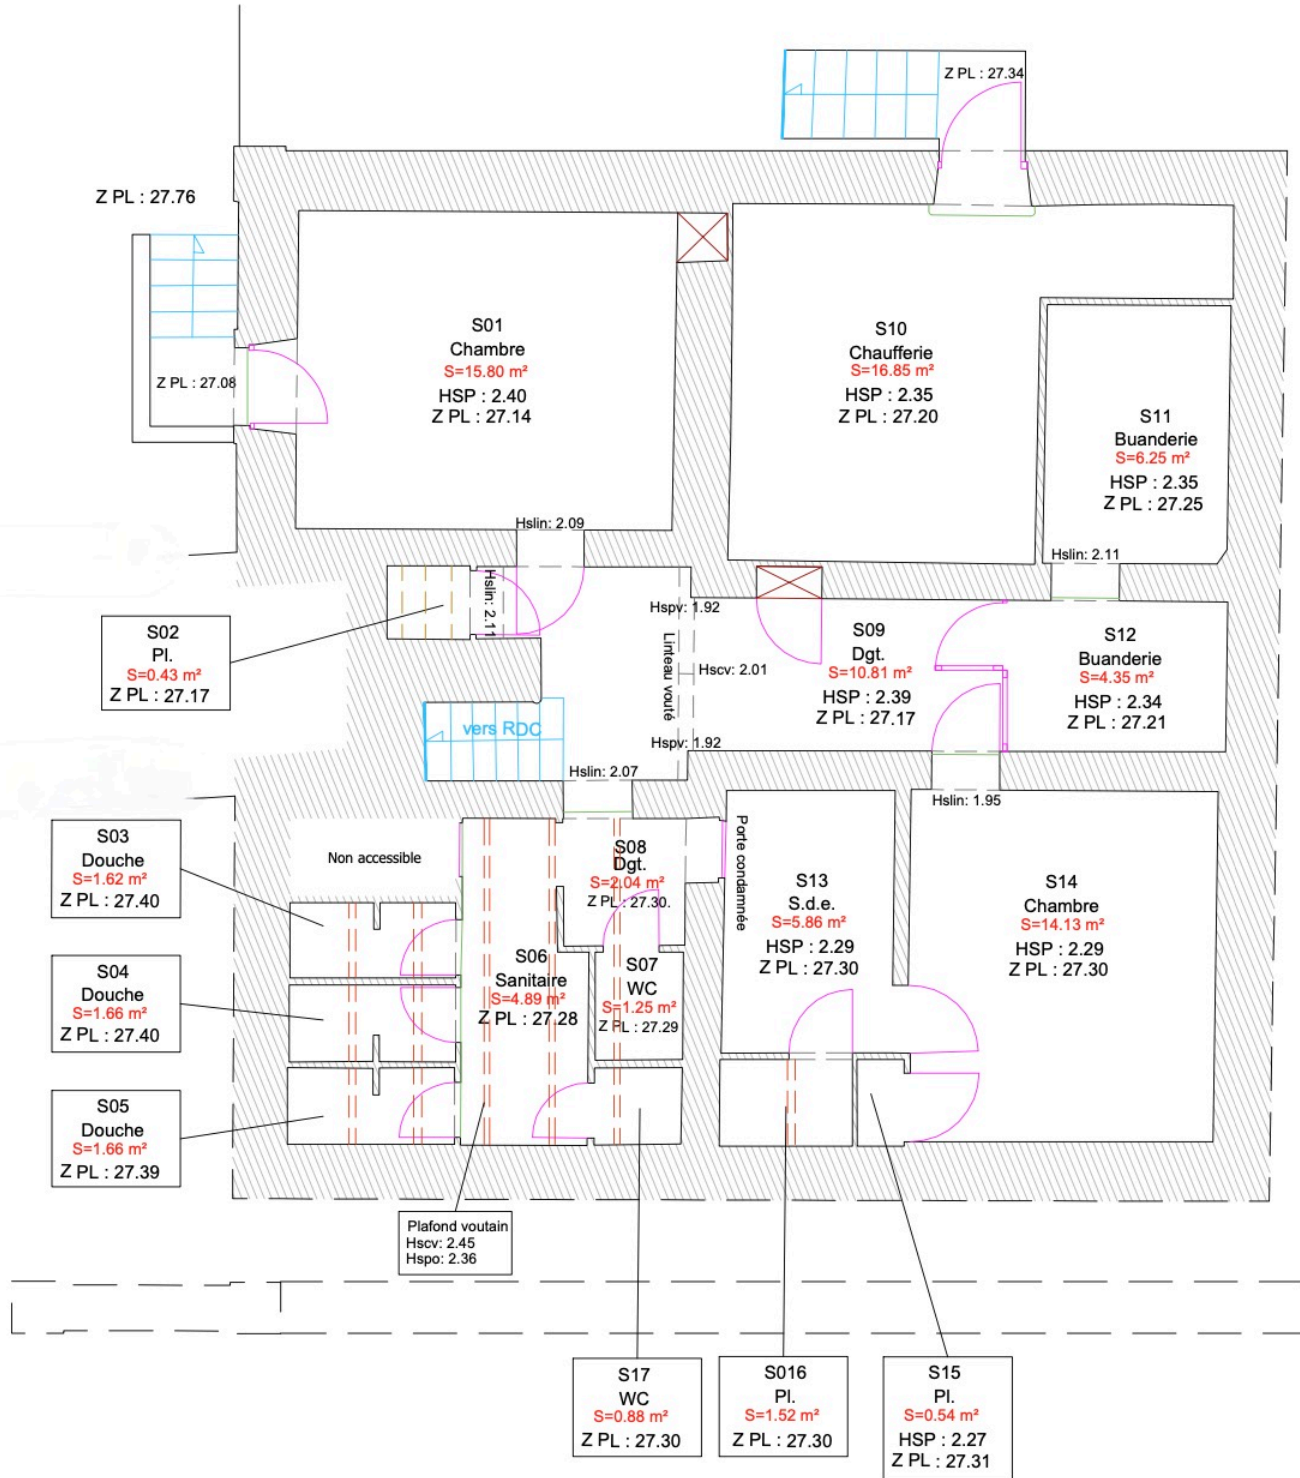 Z PL : 27.34
Z PL : 27.76
Z PL : 27.08
S01
Chambre
S=15.80 m²
HSP : 2.40
Z PL : 27.14
S10
Chaufferie
S=16.85 m²
HSP : 2.35
Z PL : 27.20
S11
Buanderie
S=6.25 m²
HSP : 2.35
Z PL : 27.25
Hslin: 2.09
Hslin: 2.11
Hslin: 2.11
S02
Pl.
S=0.43 m²
Z PL : 27.17
Hspv: 1.92
Linteau vouté
Hscv: 2.01
Hspv: 1.92
S09
Dgt.
S=10.81 m²
HSP : 2.39
Z PL : 27.17
S12
Buanderie
S=4.35 m²
HSP : 2.34
Z PL : 27.21
vers RDC
Hslin: 2.07
Hslin: 1.95
S03
Douche
S=1.62 m²
Z PL : 27.40
Non accessible
S08
Dgt.
S=2.04 m²
Z PL : 27.30.
Porte condamnée
S13
S.d.e.
S=5.86 m²
HSP : 2.29
Z PL : 27.30
S14
Chambre
S=14.13 m²
HSP : 2.29
Z PL : 27.30
S04
Douche
S=1.66 m²
Z PL : 27.40
S06
Sanitaire
S=4.89 m²
Z PL : 27.28
S07
WC
S=1.25 m²
Z PL : 27.29
S05
Douche
S=1.66 m²
Z PL : 27.39
Plafond voutain
Hscv: 2.45
Hspo: 2.36
S17
WC
S=0.88 m²
Z PL : 27.30
S016
Pl.
S=1.52 m²
Z PL : 27.30
S15
Pl.
S=0.54 m²
HSP : 2.27
Z PL : 27.31